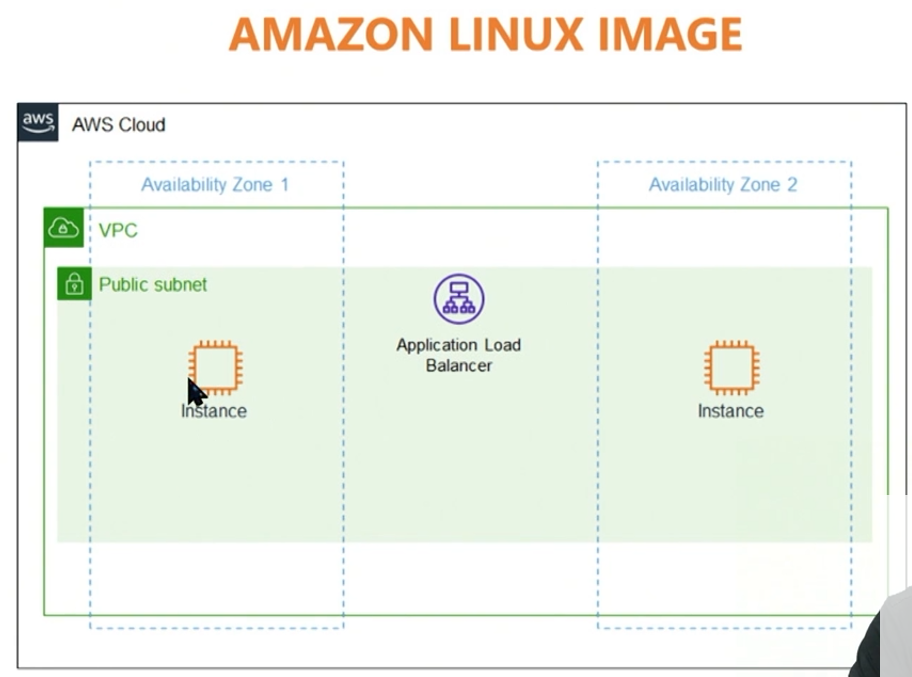 AMAZON LINUX IMAGE
aws
AWS Cloud
Availability Zone 1
Availability Zone 2
VPC
Public subnet
Application Load
Balancer
Instance
Instance